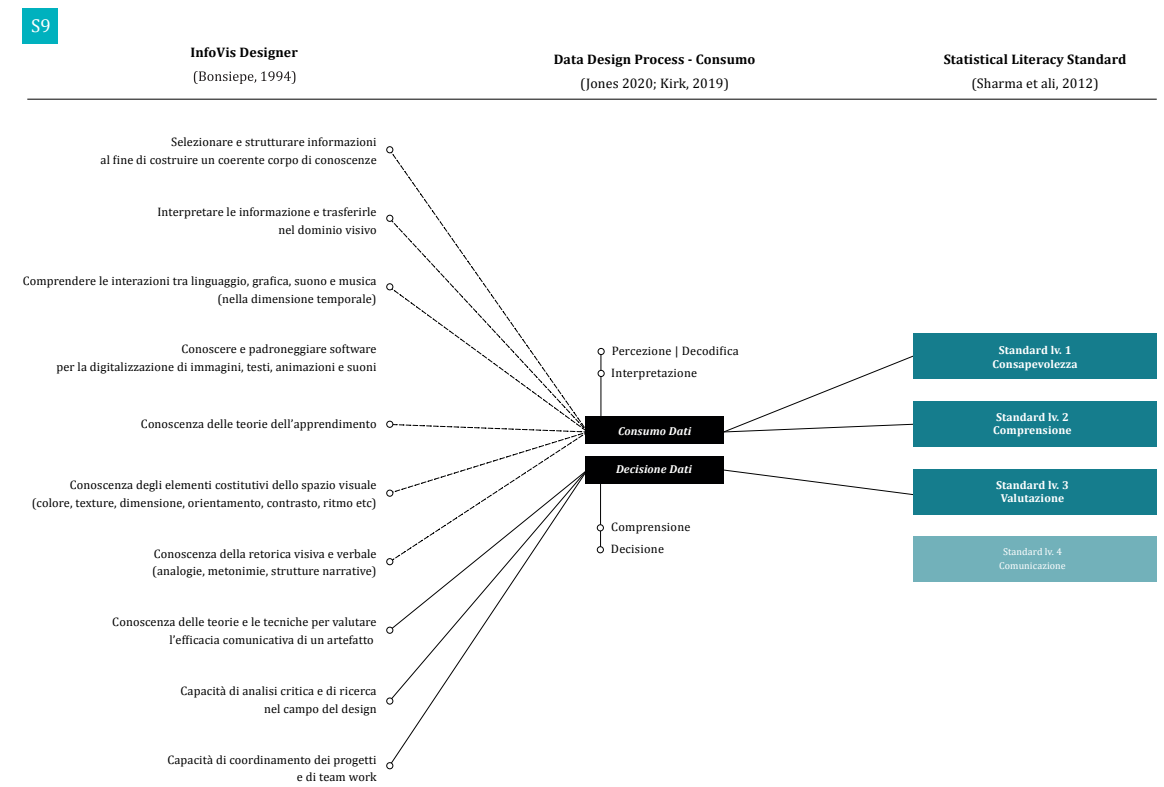 S9
InfoVis Designer
(Bonsiepe, 1994)
Data Design Process - Consumo
(Jones 2020; Kirk, 2019)
Statistical Literacy Standard
(Sharma et ali, 2012)
Selezionare e strutturare informazioni
al fine di costruire un coerente corpo di conoscenze
Interpretare le informazione e trasferirle
nel dominio visivo
Comprendere le interazioni tra linguaggio, grafica, suono e musica
(nella dimensione temporale)
Conoscere e padroneggiare software
per la digitalizzazione di immagini, testi, animazioni e suoni
Conoscenza delle teorie dell'apprendimento
Conoscenza degli elementi costitutivi dello spazio visuale
(colore, texture, dimensione, orientamento, contrasto, ritmo etc)
Conoscenza della retorica visiva e verbale
(analogie, metonimie, strutture narrative)
Conoscenza delle teorie e le tecniche per valutare
l'efficacia comunicativa di un artefatto
Capacità di analisi critica e di ricerca
nel campo del design
Capacità di coordinamento dei progetti
e di team work
Percezione | Decodifica
Interpretazione
Consumo Dati
Decisione Dati
Comprensione
Decisione
Standard lv. 1
Consapevolezza
Standard lv. 2
Comprensione
Standard lv. 3
Valutazione
Standard lv. 4
Comunicazione